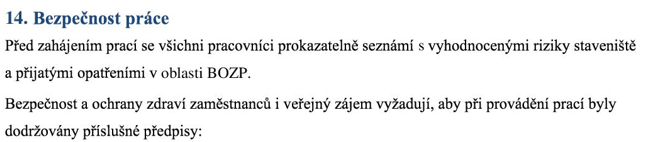 14. Bezpečnost práce
Před zahájením prací se všichni pracovníci prokazatelně seznámí s vyhodnocenými riziky staveniště
a přijatými opatřeními v oblasti BOZP.
Bezpečnost a ochrany zdraví zaměstnanců i veřejný zájem vyžadují, aby při provádění prací byly
dodržovány příslušné předpisy: